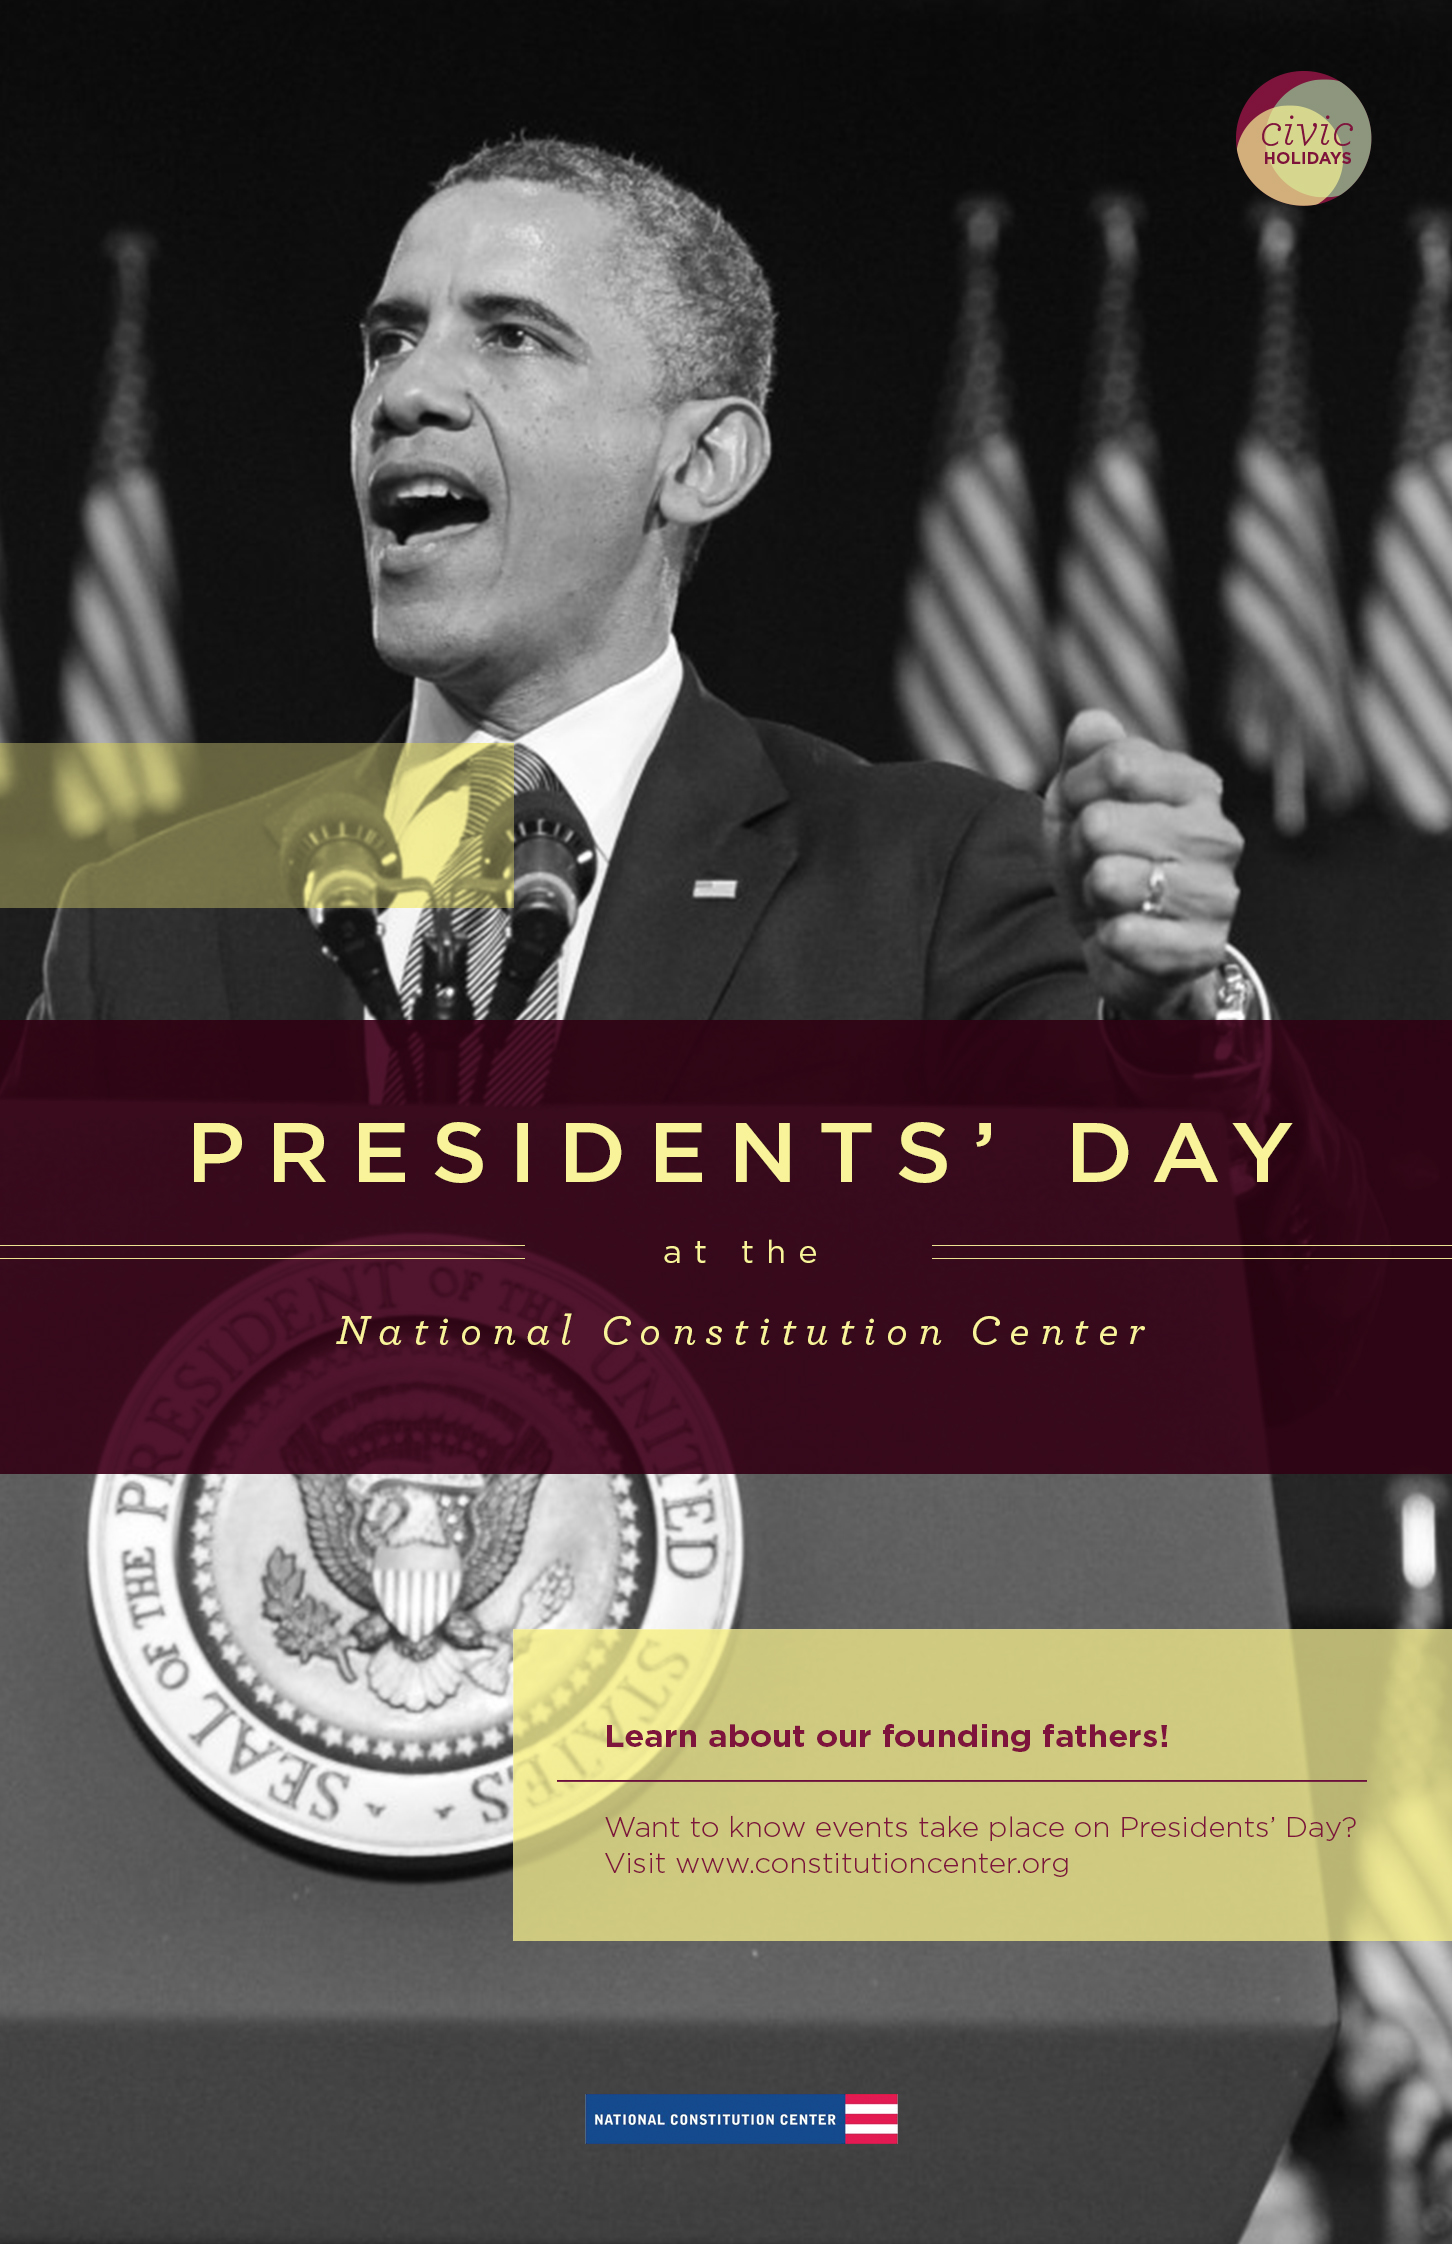 civic
HOLIDAYS
PRESIDENTS’ DAY
at the
National Constitution Center
SEAL OF THE PRESIDENT OF THE UNITED STATES
Learn about our founding fathers!
Want to know events take place on Presidents’ Day?
Visit www.constitutioncenter.org
NATIONAL CONSTITUTION CENTER